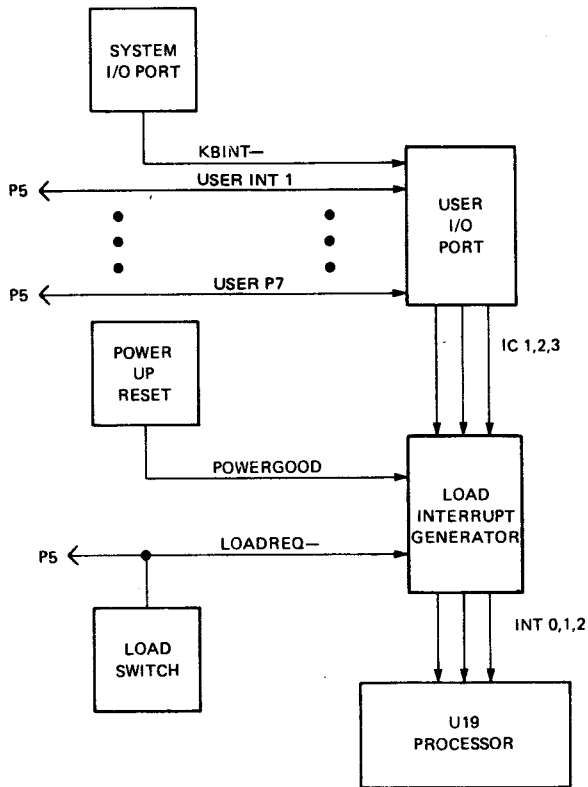 SYSTEM
I/O PORT
KBINT—
P5
USER INT 1
USER
I/O
PORT
P5
USER P7
POWER
UP
RESET
IC 1,2,3
POWERGOOD
LOAD
INTERRUPT
GENERATOR
P5
LOADREQ—
LOAD
SWITCH
INT 0,1,2
U19
PROCESSOR